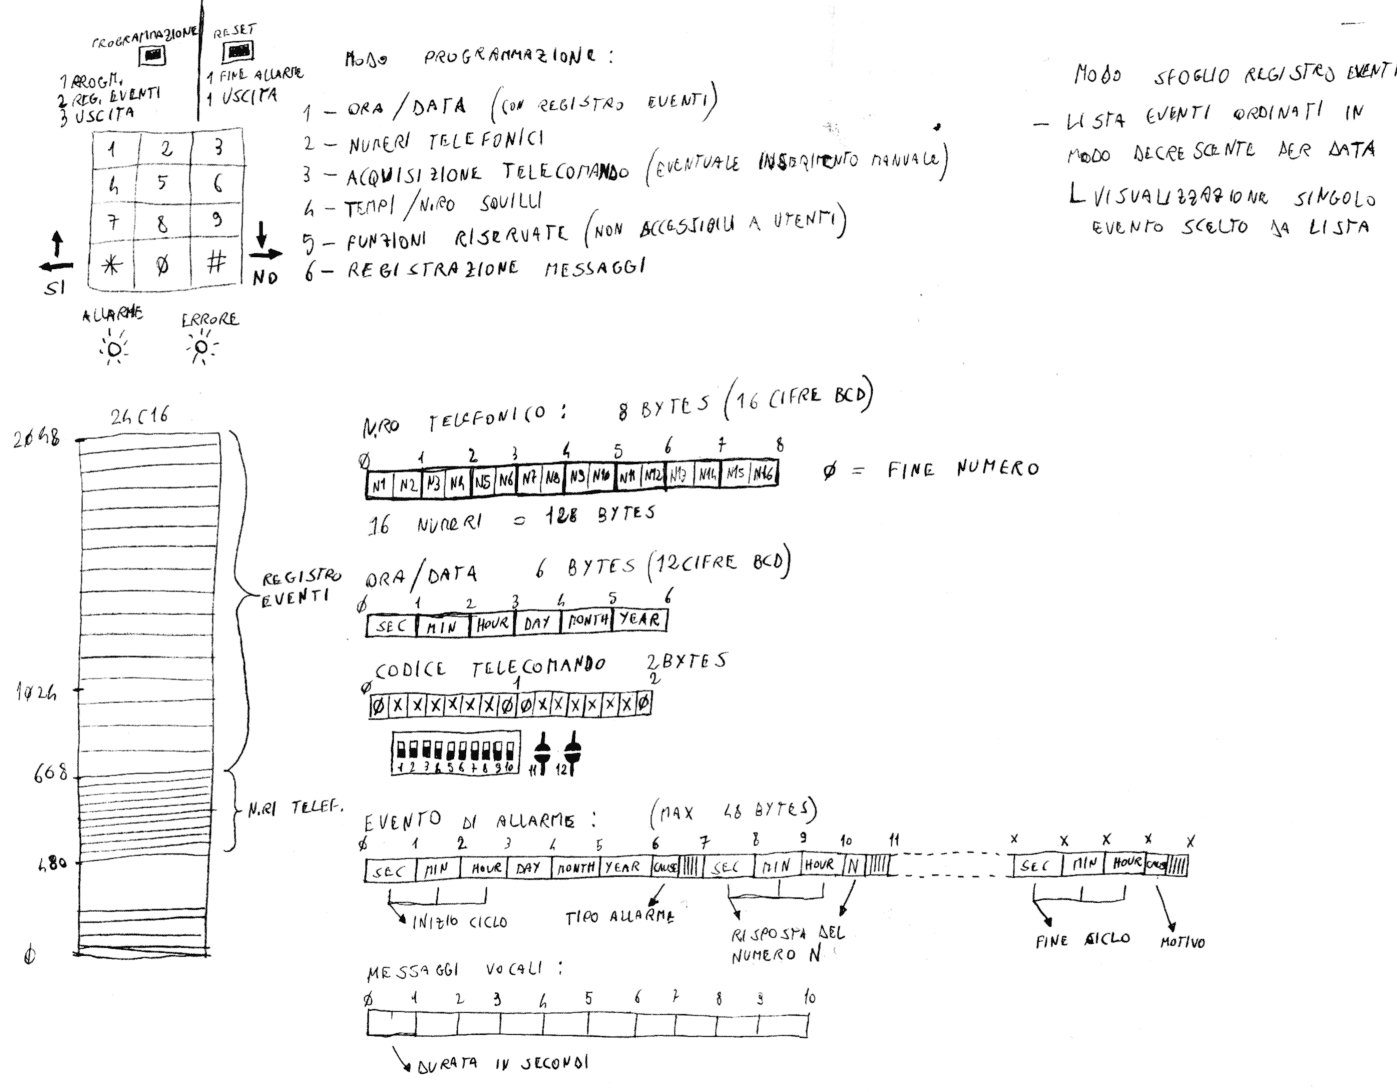 PROGRAMMAZIONE
RESET
1 PROGM.
2 REG. EVENTI
3 USCITA
1 FINE ALLARME
1 USCITA
1 2 3
4 5 6
7 8 9
* Ø #
SI
NO
ALLARME
ERRORE
MODO PROGRAMMAZIONE :
1 – ORA/DATA (CON REGISTRO EVENTI)
2 – NUMERI TELEFONICI
3 – ACQUISIZIONE TELECOMANDO (EVENTUALE INSERIMENTO MANUALE)
4 – TEMPI/N.RO SQUILLI
5 – FUNZIONI RISERVATE (NON ACCESSIBILI A UTENTI)
6 – REGISTRAZIONE MESSAGGI
MODO SFOGLIO REGISTRO EVENTI
– LISTA EVENTI ORDINATI IN
MODO DECRESCENTE PER DATA
L VISUALIZZAZIONE SINGOLO
EVENTO SCELTO DA LISTA
24C16
2Ø48
1Ø24
608
480
Ø
REGISTRO
EVENTI
N.RI TELEF.
N.RO TELEFONICO : 8 BYTES (16 CIFRE BCD)
Ø 1 2 3 4 5 6 7 8
N1 N2 N3 N4 N5 N6 N7 N8 N9 N10 N11 N12 N13 N14 N15 N16
Ø = FINE NUMERO
16 NUMERI = 128 BYTES
ORA/DATA 6 BYTES (12 CIFRE BCD)
Ø 1 2 3 4 5 6
SEC MIN HOUR DAY MONTH YEAR
CODICE TELECOMANDO 2 BYTES
Ø 1 2
Ø X X X X X X Ø Ø X X X X X X Ø
1 2 3 4 5 6 7 8 9 10 11 12
EVENTO DI ALLARME : (MAX 48 BYTES)
Ø 1 2 3 4 5 6 7 8 9 10 11 X X X X X
SEC MIN HOUR DAY MONTH YEAR CAUSE SEC MIN HOUR N SEC MIN HOUR CAUSE
INIZIO CICLO
TIPO ALLARME
RISPOSTA DEL
NUMERO N
FINE CICLO
MOTIVO
MESSAGGI VOCALI :
Ø 1 2 3 4 5 6 7 8 9 10
DURATA IN SECONDI